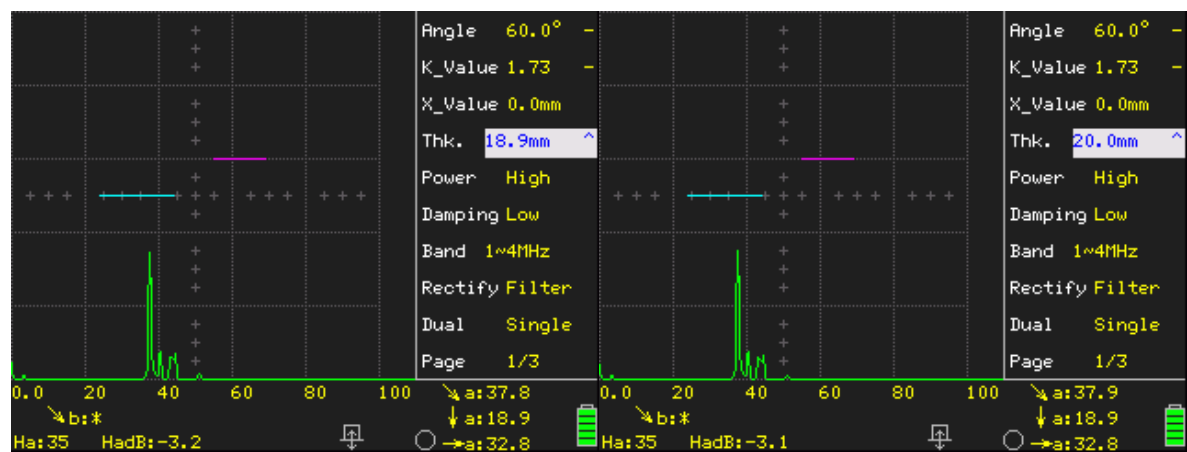 Angle 60.0° -
K_Value 1.73 -
X_Value 0.0mm
Thk. 18.9mm ^
Power High
Damping Low
Band 1~4MHz
Rectify Filter
Dual Single
Page 1/3
0.0 20 40 60 80 100 ↘a:37.8
↘b:* ↓a:18.9
Ha:35 HadB:-3.2 →a:32.8
Angle 60.0° -
K_Value 1.73 -
X_Value 0.0mm
Thk. 20.0mm ^
Power High
Damping Low
Band 1~4MHz
Rectify Filter
Dual Single
Page 1/3
0.0 20 40 60 80 100 ↘a:37.9
↘b:* ↓a:18.9
Ha:35 HadB:-3.1 →a:32.8